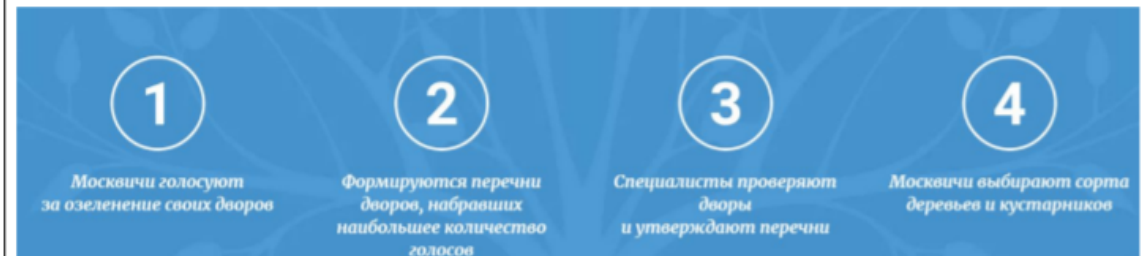 1
Москвичи голосуют
за озеленение своих дворов
2
Формируются перечни
дворов, набравших
наибольшее количество
голосов
3
Специалисты проверяют
дворы
и утверждают перечни
4
Москвичи выбирают сорта
деревьев и кустарников